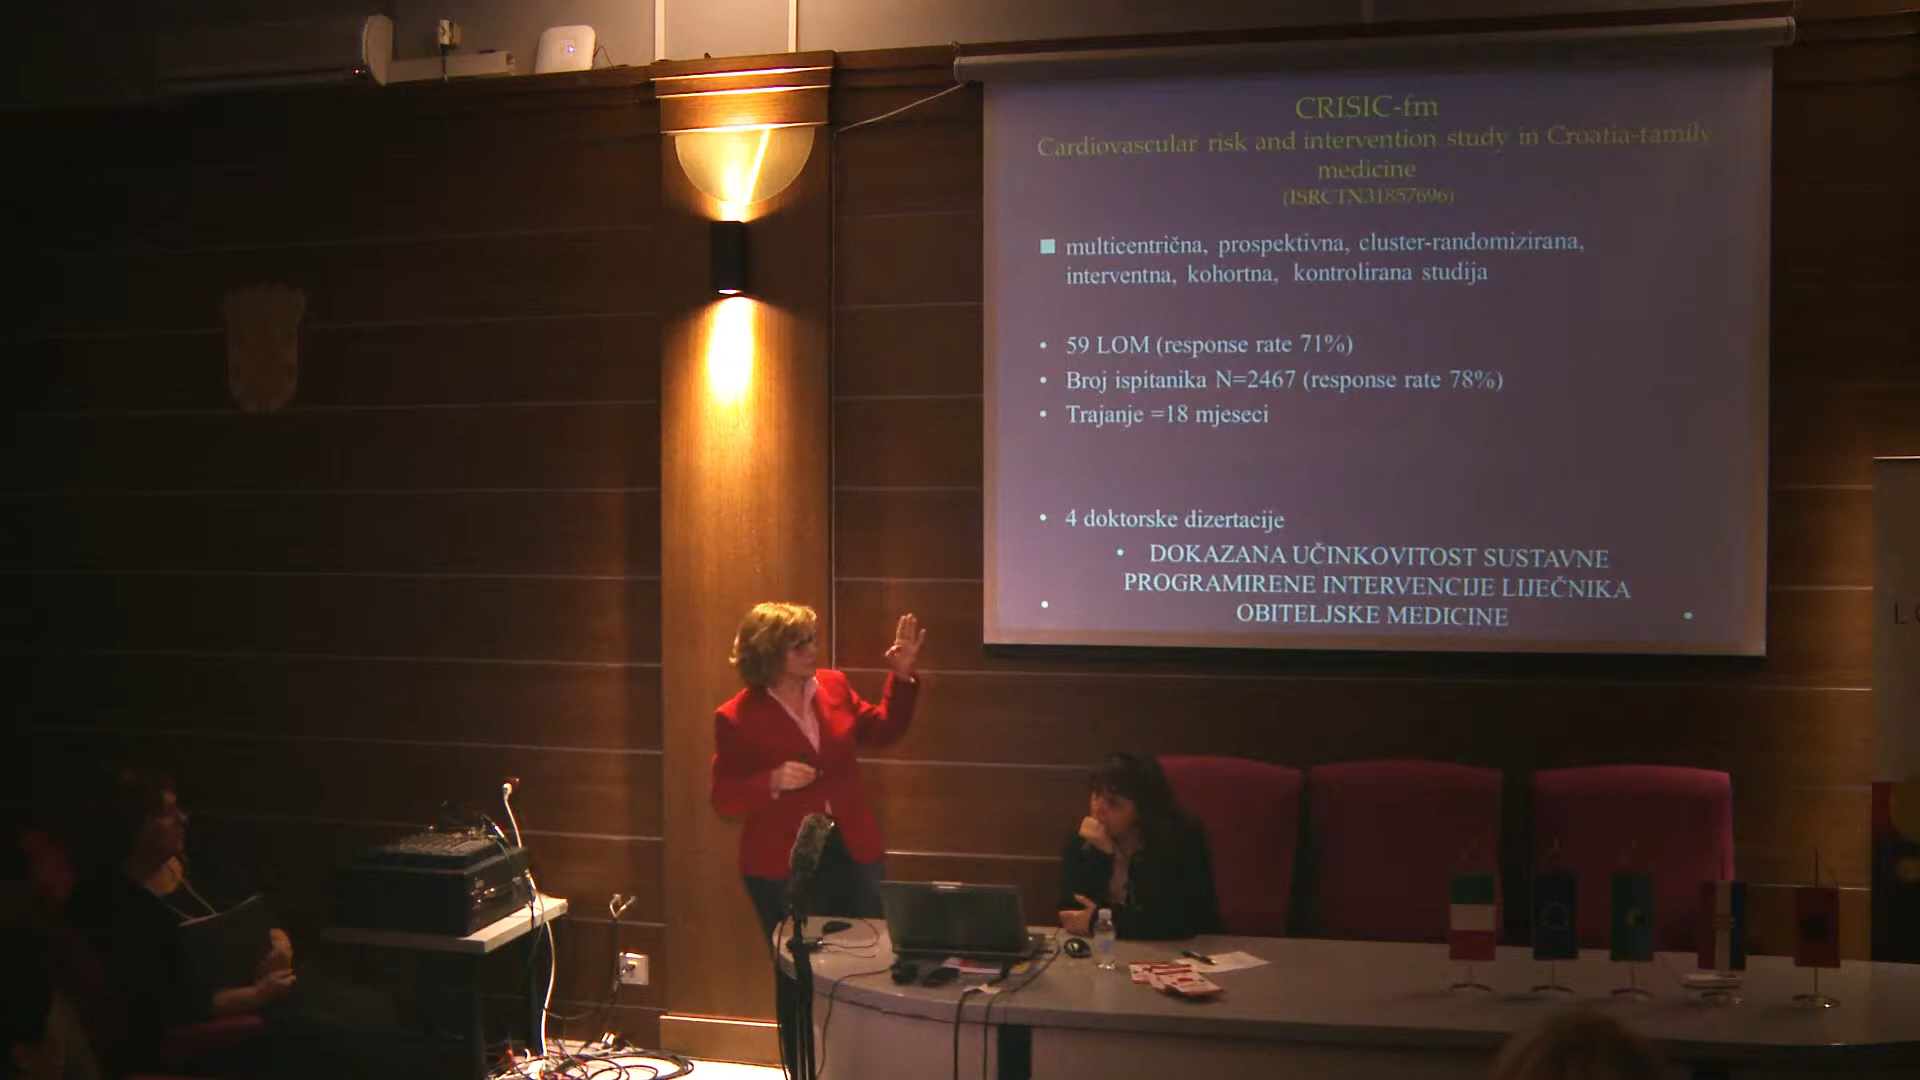 CRISIC-fm
Cardiovascular risk and intervention study in Croatia-family
medicine
(ISRCTN31857696)
multicentrična, prospektivna, cluster-randomizirana,
interventna, kohortna, kontrolirana studija
• 59 LOM (response rate 71%)
• Broj ispitanika N=2467 (response rate 78%)
• Trajanje =18 mjeseci
• 4 doktorske dizertacije
• DOKAZANA UČINKOVITOST SUSTAVNE
PROGRAMIRENE INTERVENCIJE LIJEČNIKA
OBITELJSKE MEDICINE